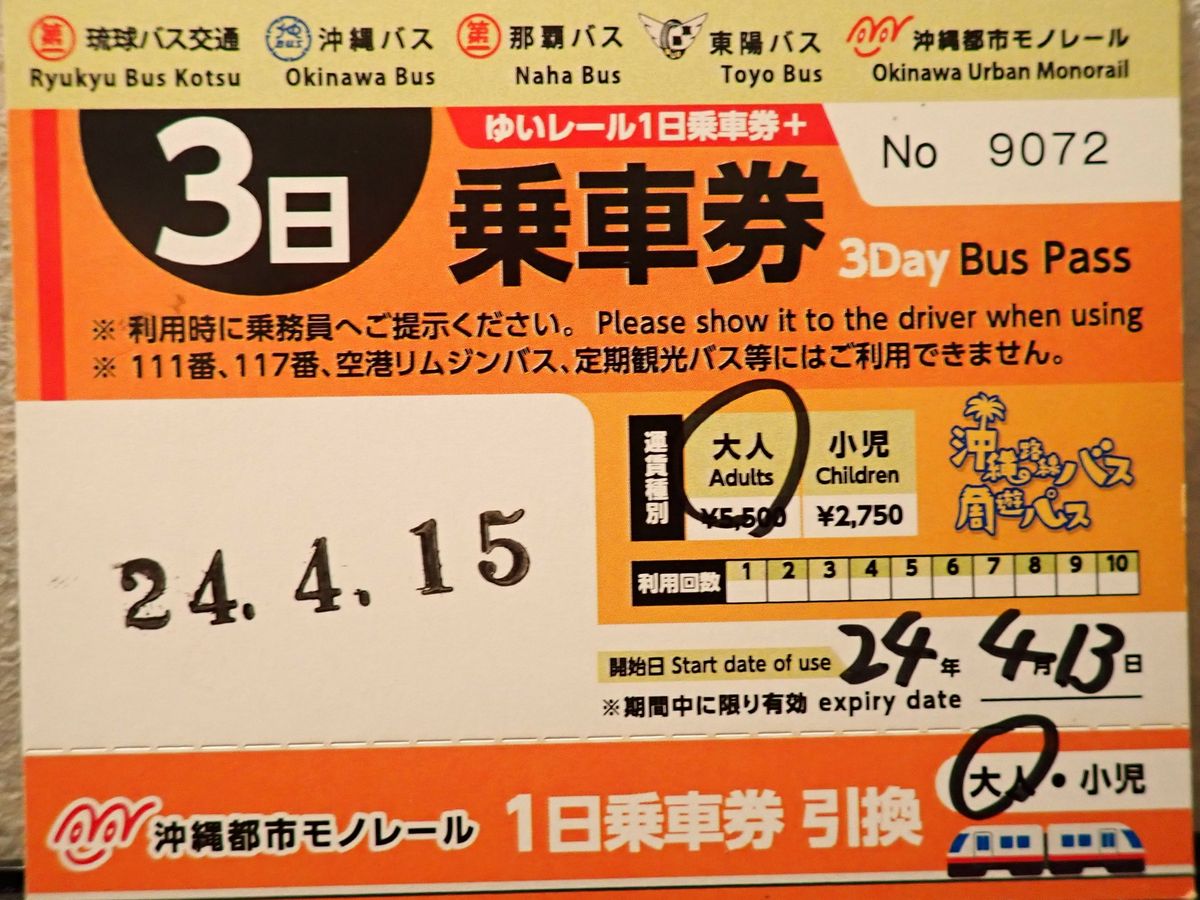 第一 琉球バス交通 沖 BUS 沖縄バス 第一 那覇バス 東陽バス 沖縄都市モノレール
Ryukyu Bus Kotsu Okinawa Bus Naha Bus Toyo Bus Okinawa Urban Monorail
ゆいレール1日乗車券+
No 9072
3日 乗車券 3Day Bus Pass
※ 利用時に乗務員へご提示ください。 Please show it to the driver when using
※ 111番、117番、空港リムジンバス、定期観光バス等にはご利用できません。
運賃種別 大人 小児
Adults Children
¥5,500 ¥2,750
沖縄路線バス
周遊パス
24.4.15
利用回数 1 2 3 4 5 6 7 8 9 10
開始日 Start date of use 24年 4月13日
※期間中に限り有効 expiry date
大人・小児
沖縄都市モノレール 1日乗車券 引換